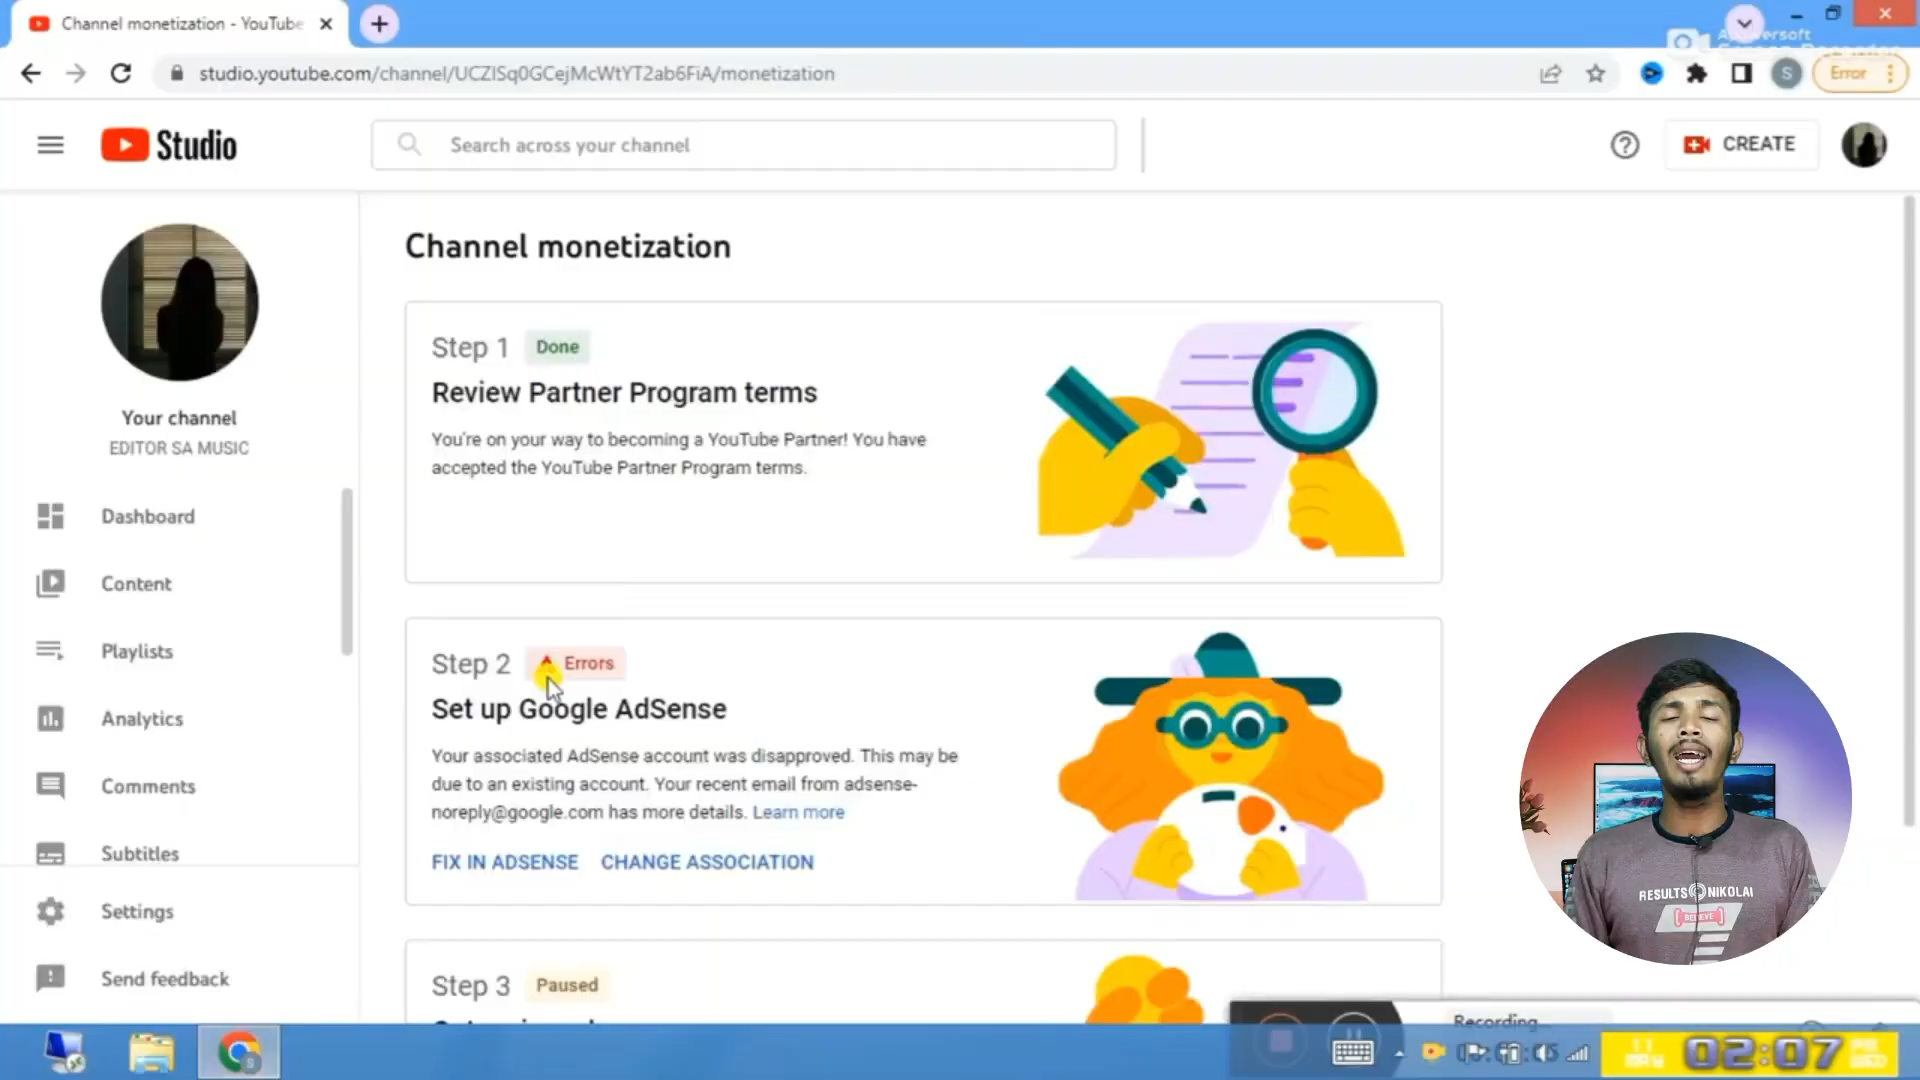 Channel monetization - YouTube
studio.youtube.com/channel/UCZlSq0GCejMcWtYT2ab6FiA/monetization
S
Error
Studio
Search across your channel
CREATE
Your channel
EDITOR SA MUSIC
Dashboard
Content
Playlists
Analytics
Comments
Subtitles
Settings
Send feedback
Channel monetization
Step 1 Done
Review Partner Program terms
You're on your way to becoming a YouTube Partner! You have
accepted the YouTube Partner Program terms.
Step 2 Errors
Set up Google AdSense
Your associated AdSense account was disapproved. This may be
due to an existing account. Your recent email from adsense-
noreply@google.com has more details. Learn more
FIX IN ADSENSE CHANGE ASSOCIATION
Step 3 Paused
RESULTS NIKOLAI
BELIEVE
Recording...
02:07